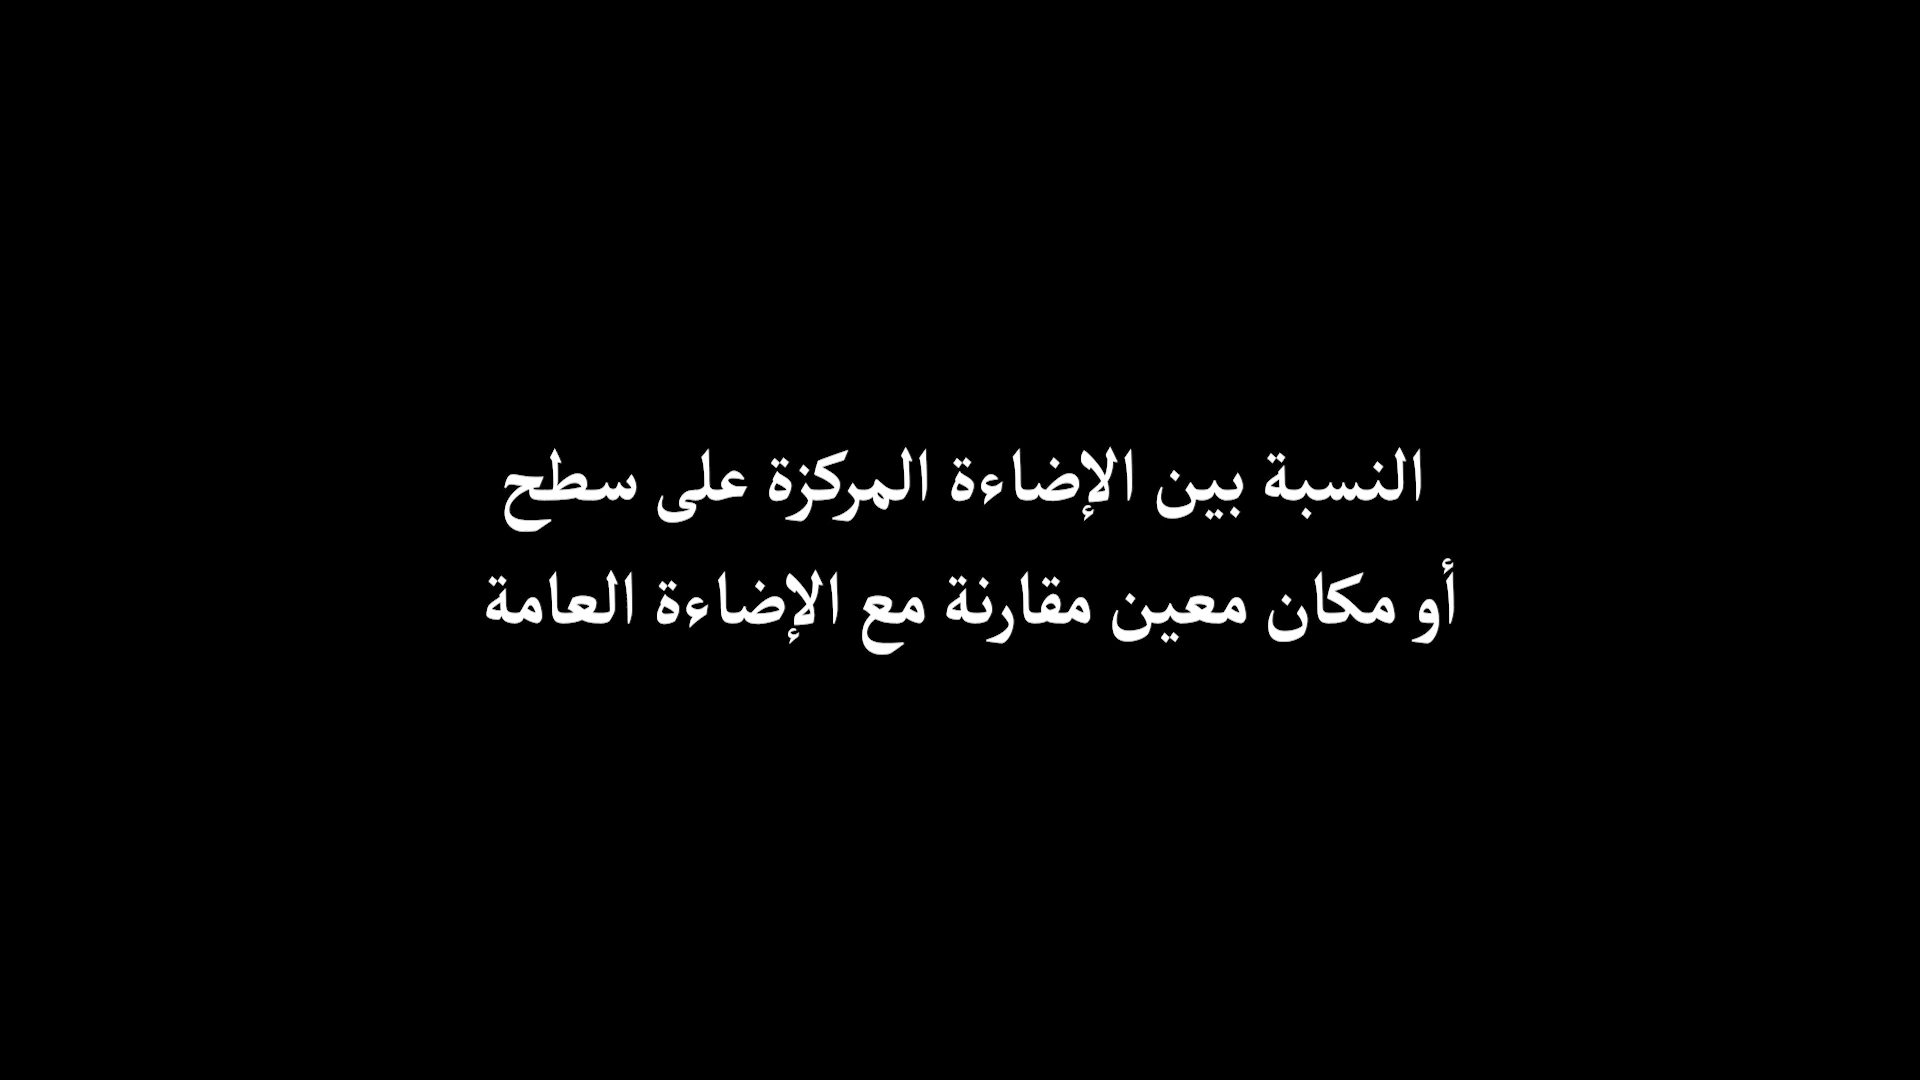 النسبة بين الإضاءة المركزة على سطح
أو مكان معين مقارنة مع الإضاءة العامة